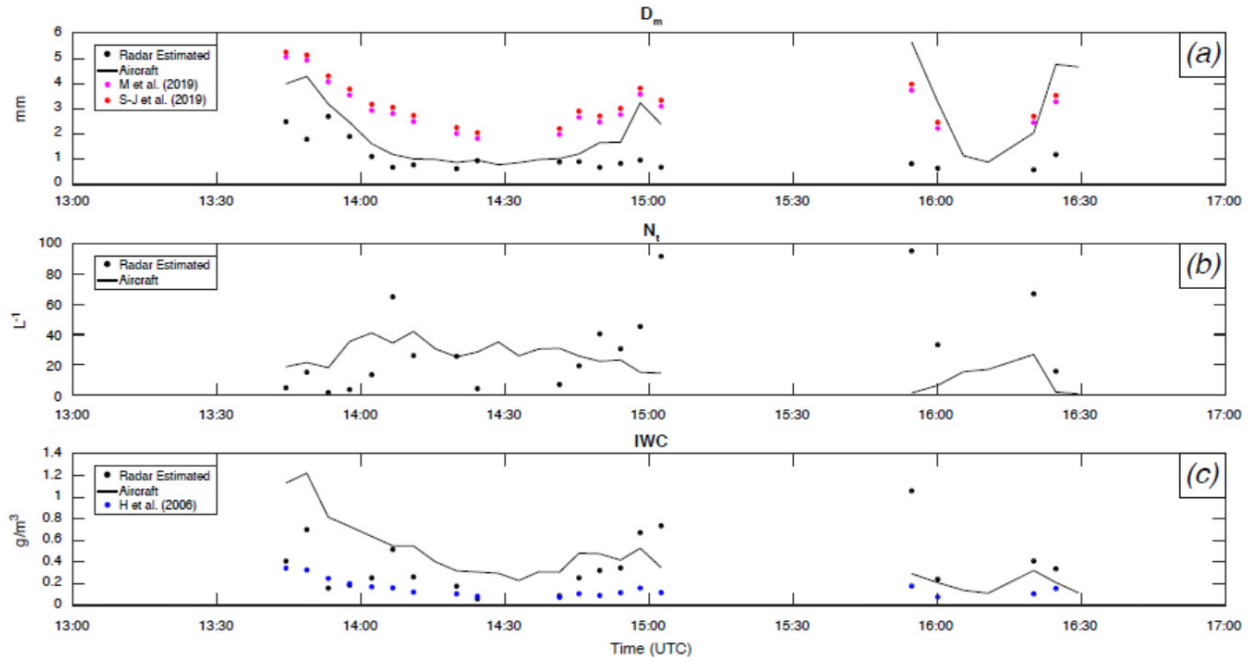 D_m
(a)
6
5
4
3
2
1
0
mm
Radar Estimated
Aircraft
M et al. (2019)
S-J et al. (2019)
13:00 13:30 14:00 14:30 15:00 15:30 16:00 16:30 17:00
N_t
(b)
100
80
60
40
20
0
L^-1
Radar Estimated
Aircraft
13:00 13:30 14:00 14:30 15:00 15:30 16:00 16:30 17:00
IWC
(c)
1.4
1.2
1
0.8
0.6
0.4
0.2
0
g/m^3
Radar Estimated
Aircraft
H et al. (2006)
13:00 13:30 14:00 14:30 15:00 15:30 16:00 16:30 17:00
Time (UTC)